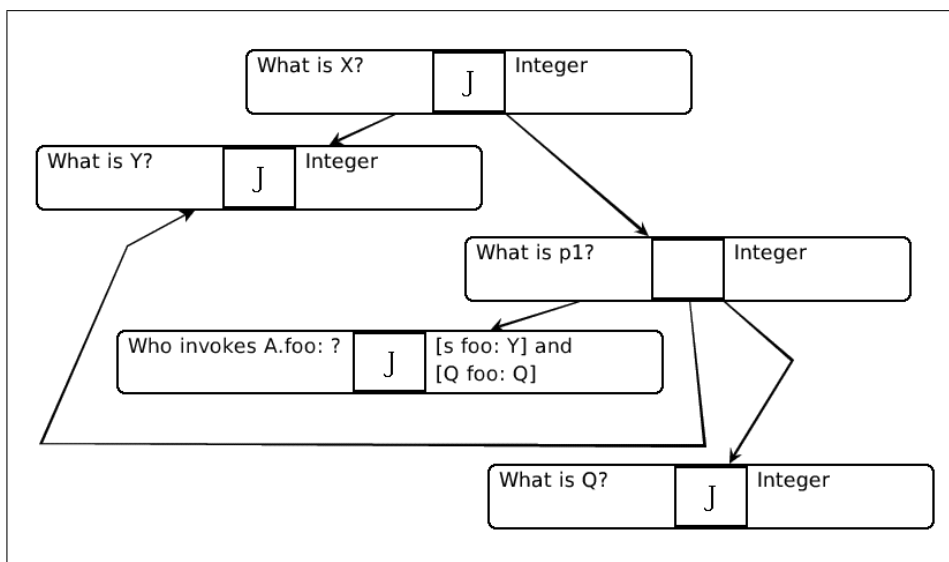 What is X? J Integer
What is Y? J Integer
What is p1? Integer
Who invokes A.foo: ? J [s foo: Y] and
[Q foo: Q]
What is Q? J Integer